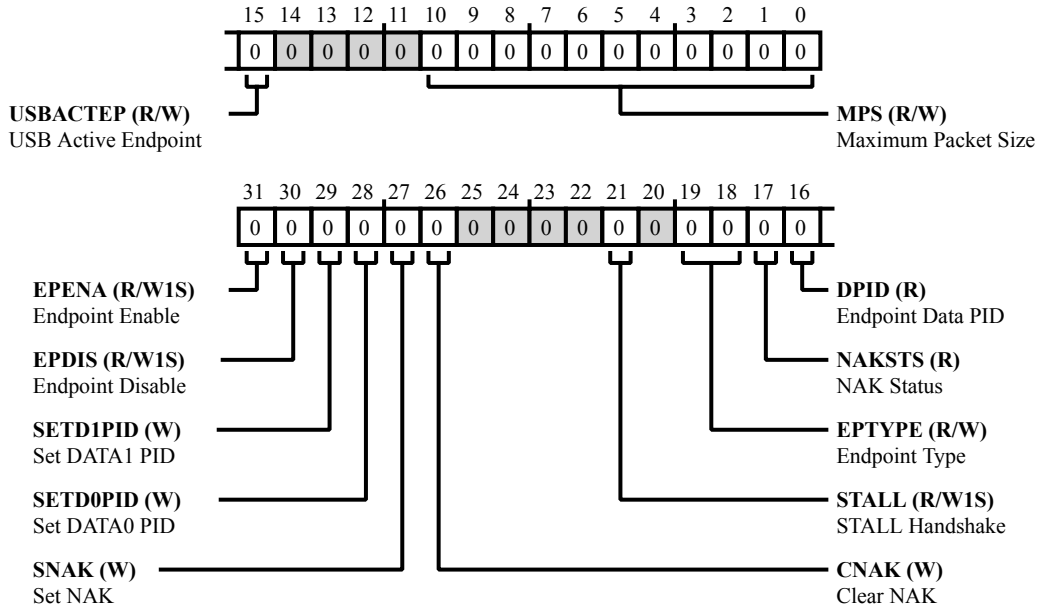 15 14 13 12 11 10 9 8 7 6 5 4 3 2 1 0
0 0 0 0 0 0 0 0 0 0 0 0 0 0 0 0
USBACTEP (R/W)
USB Active Endpoint
MPS (R/W)
Maximum Packet Size
31 30 29 28 27 26 25 24 23 22 21 20 19 18 17 16
0 0 0 0 0 0 0 0 0 0 0 0 0 0 0 0
EPENA (R/W1S)
Endpoint Enable
DPID (R)
Endpoint Data PID
EPDIS (R/W1S)
Endpoint Disable
NAKSTS (R)
NAK Status
SETD1PID (W)
Set DATA1 PID
EPTYPE (R/W)
Endpoint Type
SETD0PID (W)
Set DATA0 PID
STALL (R/W1S)
STALL Handshake
SNAK (W)
Set NAK
CNAK (W)
Clear NAK